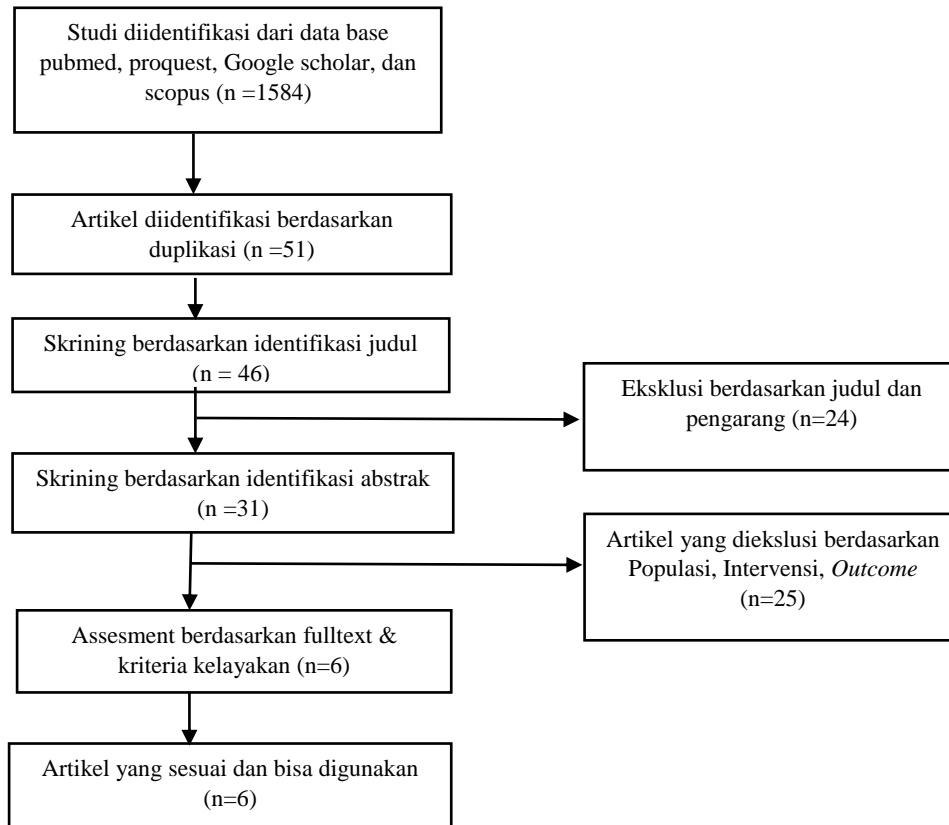 Studi diidentifikasi dari data base
pubmed, proquest, Google scholar, dan
scopus (n =1584)
Artikel diidentifikasi berdasarkan
duplikasi (n =51)
Skrining berdasarkan identifikasi judul
(n = 46)
Eksklusi berdasarkan judul dan
pengarang (n=24)
Skrining berdasarkan identifikasi abstrak
(n =31)
Artikel yang diekslusi berdasarkan
Populasi, Intervensi, Outcome
(n=25)
Assesment berdasarkan fulltext &
kriteria kelayakan (n=6)
Artikel yang sesuai dan bisa digunakan
(n=6)